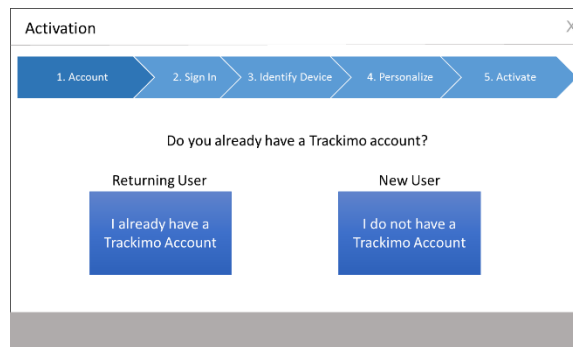 Activation X
1. Account 2. Sign In 3. Identify Device 4. Personalize 5. Activate
Do you already have a Trackimo account?
Returning User New User
I already have a I do not have a
Trackimo Account Trackimo Account